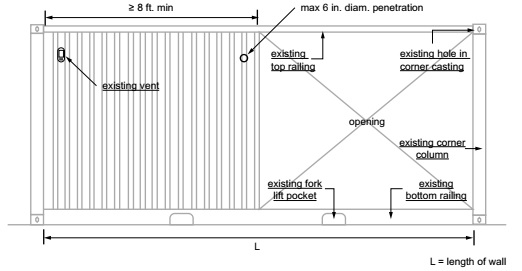 ≥ 8 ft. min
max 6 in. diam. penetration
existing
top railing
existing hole in
corner casting
existing vent
opening
existing corner
column
existing fork
lift pocket
existing
bottom railing
L
L = length of wall